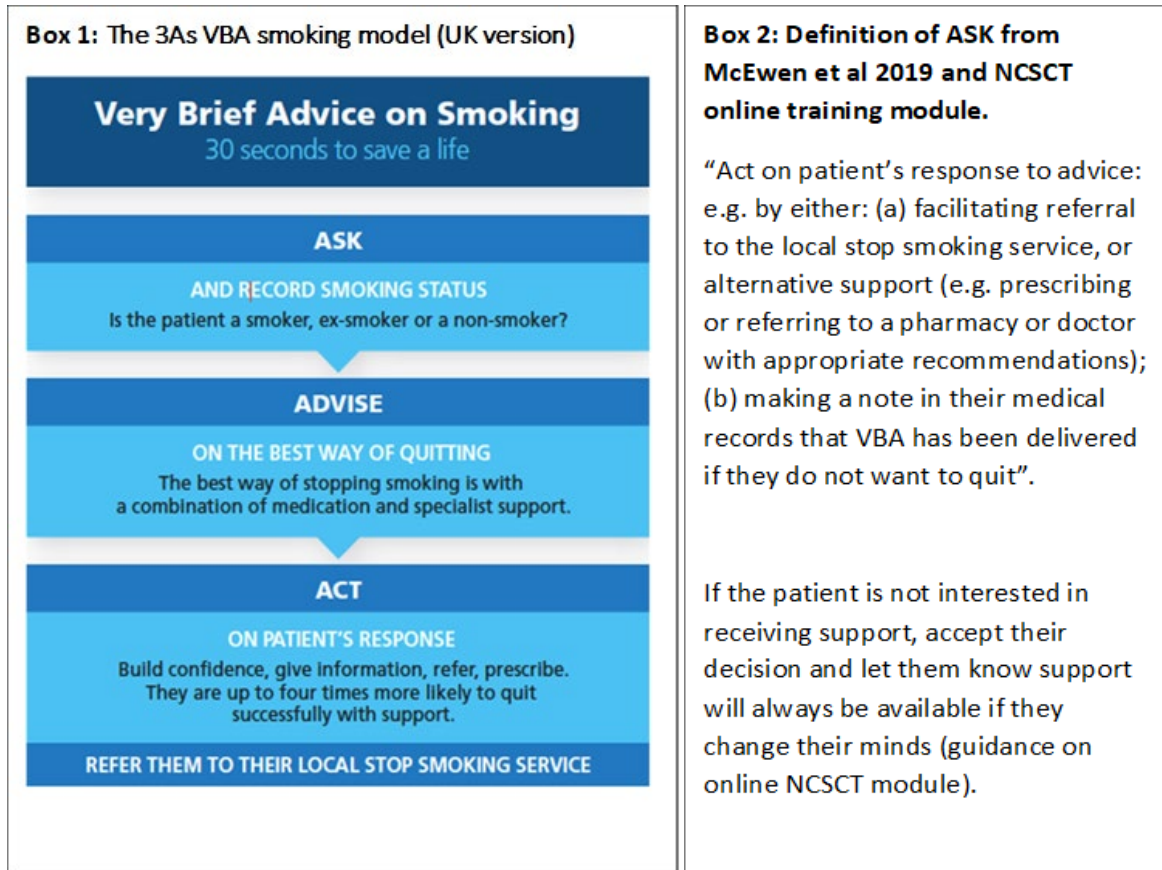 Box 1: The 3As VBA smoking model (UK version)
Very Brief Advice on Smoking
30 seconds to save a life
ASK
AND RECORD SMOKING STATUS
Is the patient a smoker, ex-smoker or a non-smoker?
ADVISE
ON THE BEST WAY OF QUITTING
The best way of stopping smoking is with
a combination of medication and specialist support.
ACT
ON PATIENT'S RESPONSE
Build confidence, give information, refer, prescribe.
They are up to four times more likely to quit
successfully with support.
REFER THEM TO THEIR LOCAL STOP SMOKING SERVICE
Box 2: Definition of ASK from
McEwen et al 2019 and NCSCT
online training module.
“Act on patient’s response to advice:
e.g. by either: (a) facilitating referral
to the local stop smoking service, or
alternative support (e.g. prescribing
or referring to a pharmacy or doctor
with appropriate recommendations);
(b) making a note in their medical
records that VBA has been delivered
if they do not want to quit”.
If the patient is not interested in
receiving support, accept their
decision and let them know support
will always be available if they
change their minds (guidance on
online NCSCT module).